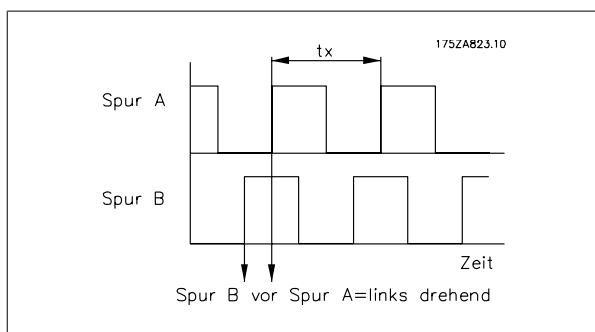 175ZA823.10
tx
Spur A
Spur B
Zeit
Spur B vor Spur A=links drehend